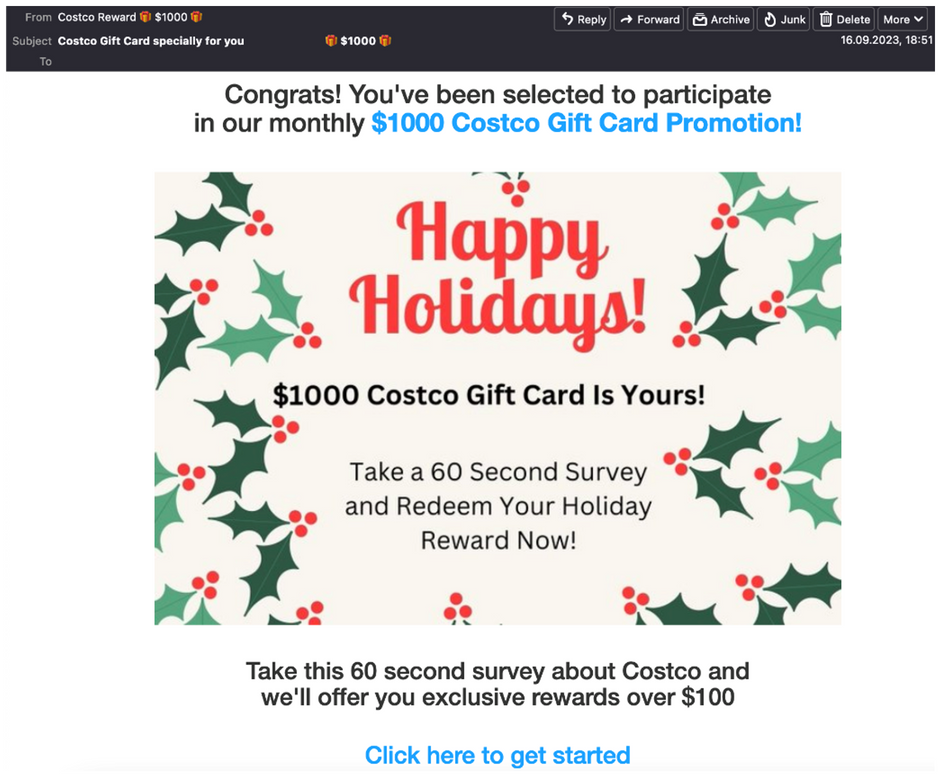 From Costco Reward 🎁 $1000 🎁
Reply Forward Archive Junk Delete More
Subject Costco Gift Card specially for you 🎁 $1000 🎁
16.09.2023, 18:51
To
Congrats! You've been selected to participate
in our monthly $1000 Costco Gift Card Promotion!
Happy
Holidays!
$1000 Costco Gift Card Is Yours!
Take a 60 Second Survey
and Redeem Your Holiday
Reward Now!
Take this 60 second survey about Costco and
we'll offer you exclusive rewards over $100
Click here to get started